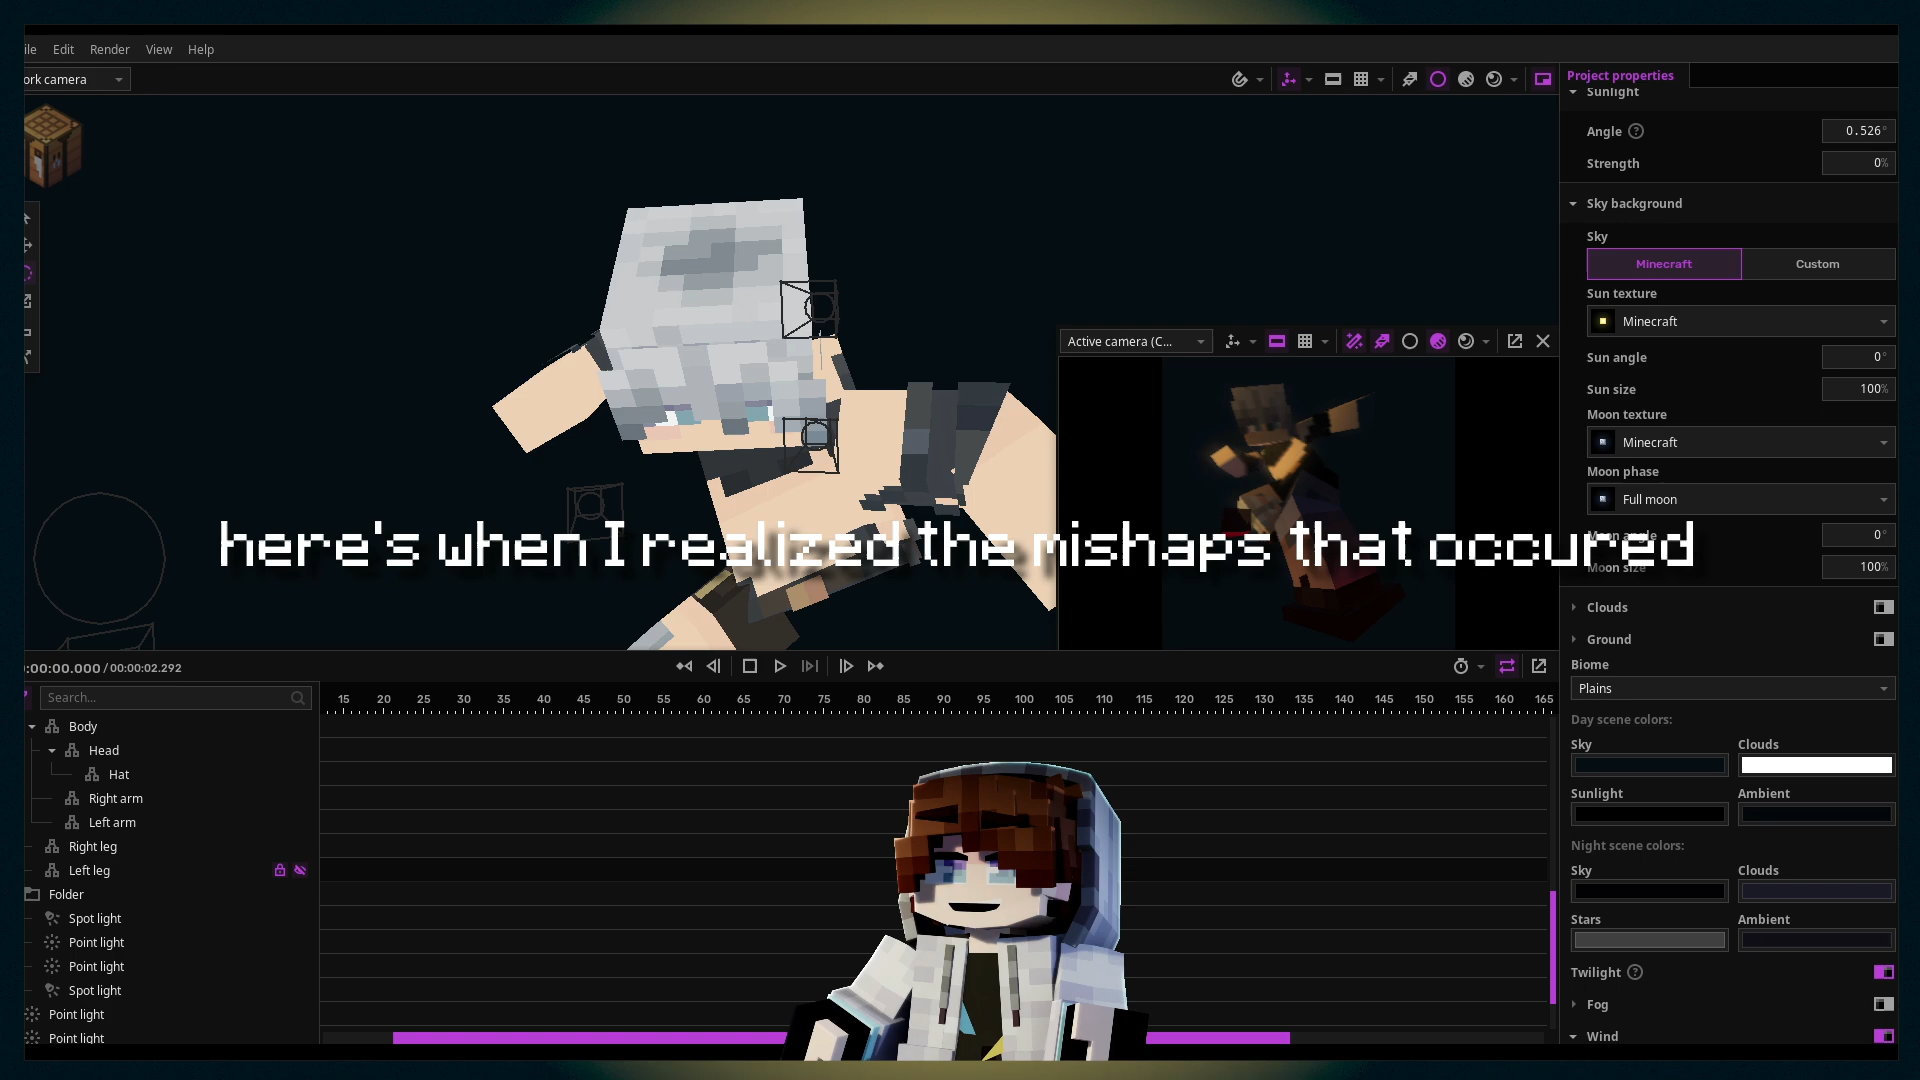 ile Edit Render View Help
ork camera
Project properties
Sunlight
Angle 0.526°
Strength 0%
Sky background
Sky
Minecraft Custom
Sun texture
Minecraft
Sun angle 0°
Sun size 100%
Moon texture
Minecraft
Moon phase
Full moon
Moon angle 0°
Moon size 100%
Active camera (C...
here's when I realized the mishaps that occured
Clouds
Ground
Biome
Plains
Day scene colors:
Sky Clouds
Sunlight Ambient
Night scene colors:
Sky Clouds
Stars Ambient
Twilight
Fog
Wind
:00:00.000 / 00:00:02.292
Search...
15 20 25 30 35 40 45 50 55 60 65 70 75 80 85 90 95 100 105 110 115 120 125 130 135 140 145 150 155 160 165
Body
Head
Hat
Right arm
Left arm
Right leg
Left leg
Folder
Spot light
Point light
Point light
Spot light
Point light
Point light